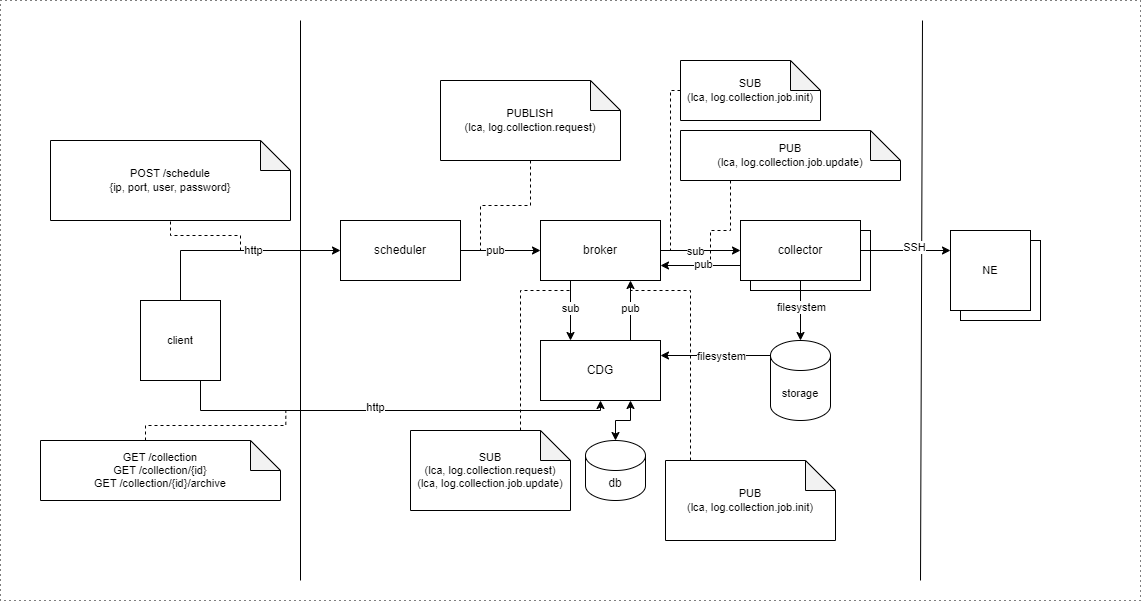 SUB
(lca, log.collection.job.init)
PUBLISH
(lca, log.collection.request)
PUB
(lca, log.collection.job.update)
POST /schedule
{ip, port, user, password}
http
scheduler
pub
broker
sub
pub
collector
SSH
NE
sub
pub
filesystem
client
CDG
filesystem
storage
http
GET /collection
GET /collection/{id}
GET /collection/{id}/archive
SUB
(lca, log.collection.request)
(lca, log.collection.job.update)
db
PUB
(lca, log.collection.job.init)